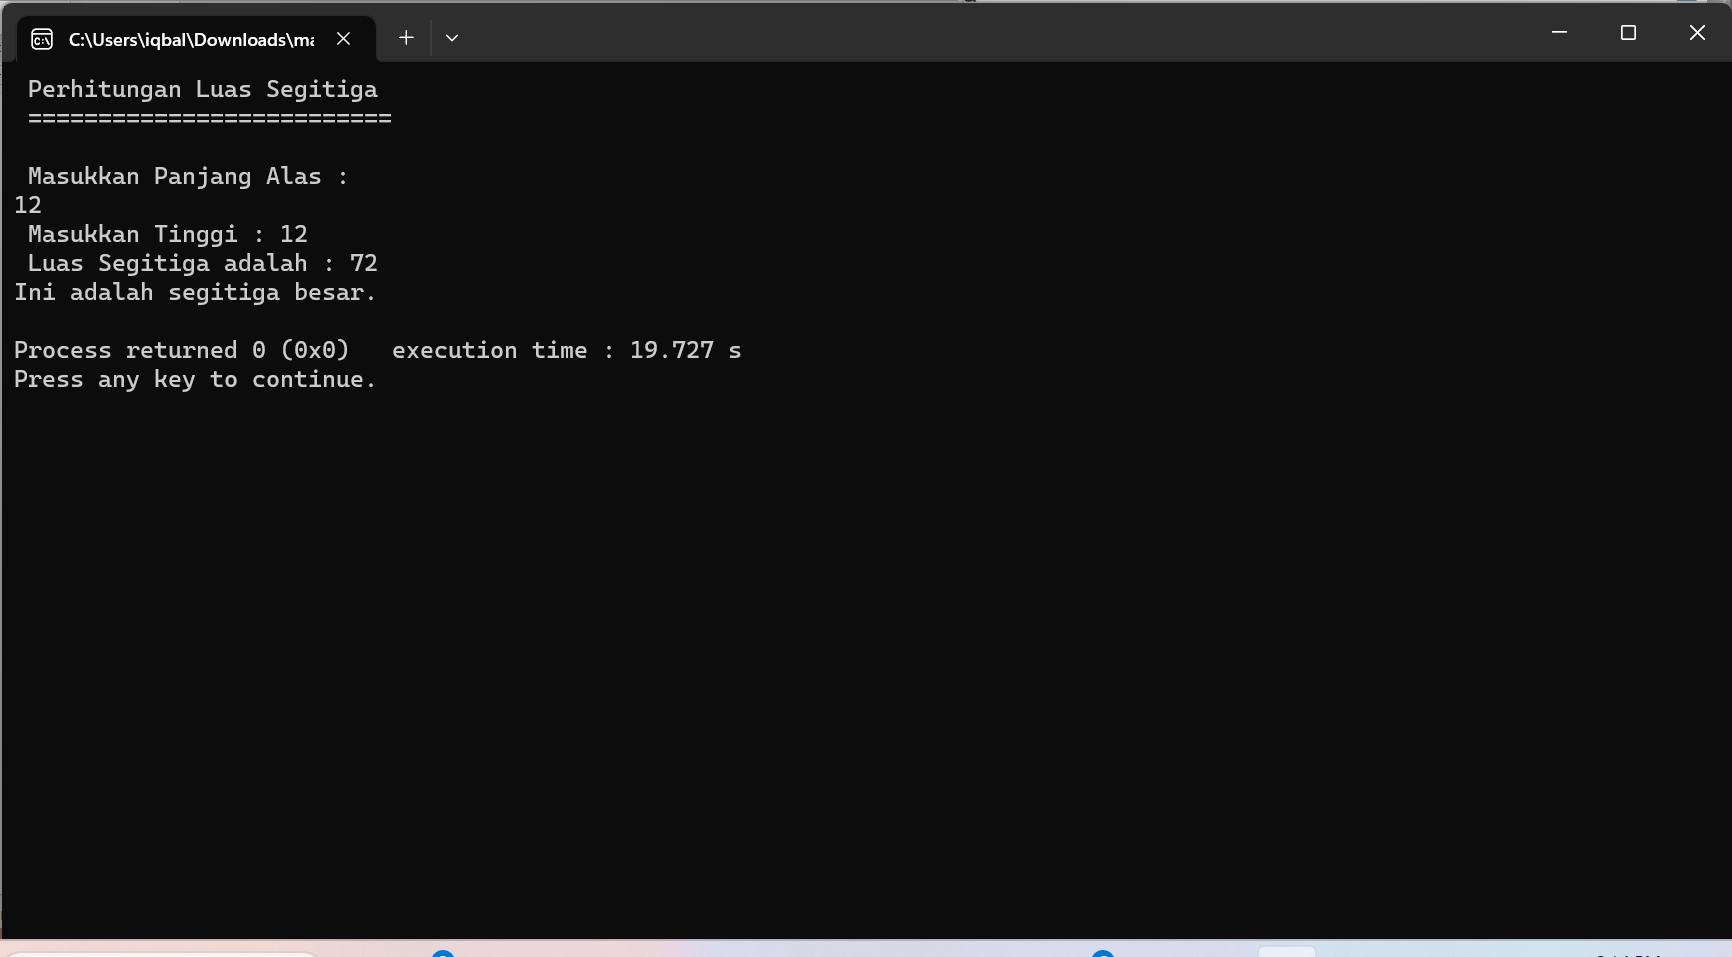 C:\Users\iqbal\Downloads\ma
Perhitungan Luas Segitiga
==========================
Masukkan Panjang Alas :
12
Masukkan Tinggi : 12
Luas Segitiga adalah : 72
Ini adalah segitiga besar.
Process returned 0 (0x0)   execution time : 19.727 s
Press any key to continue.